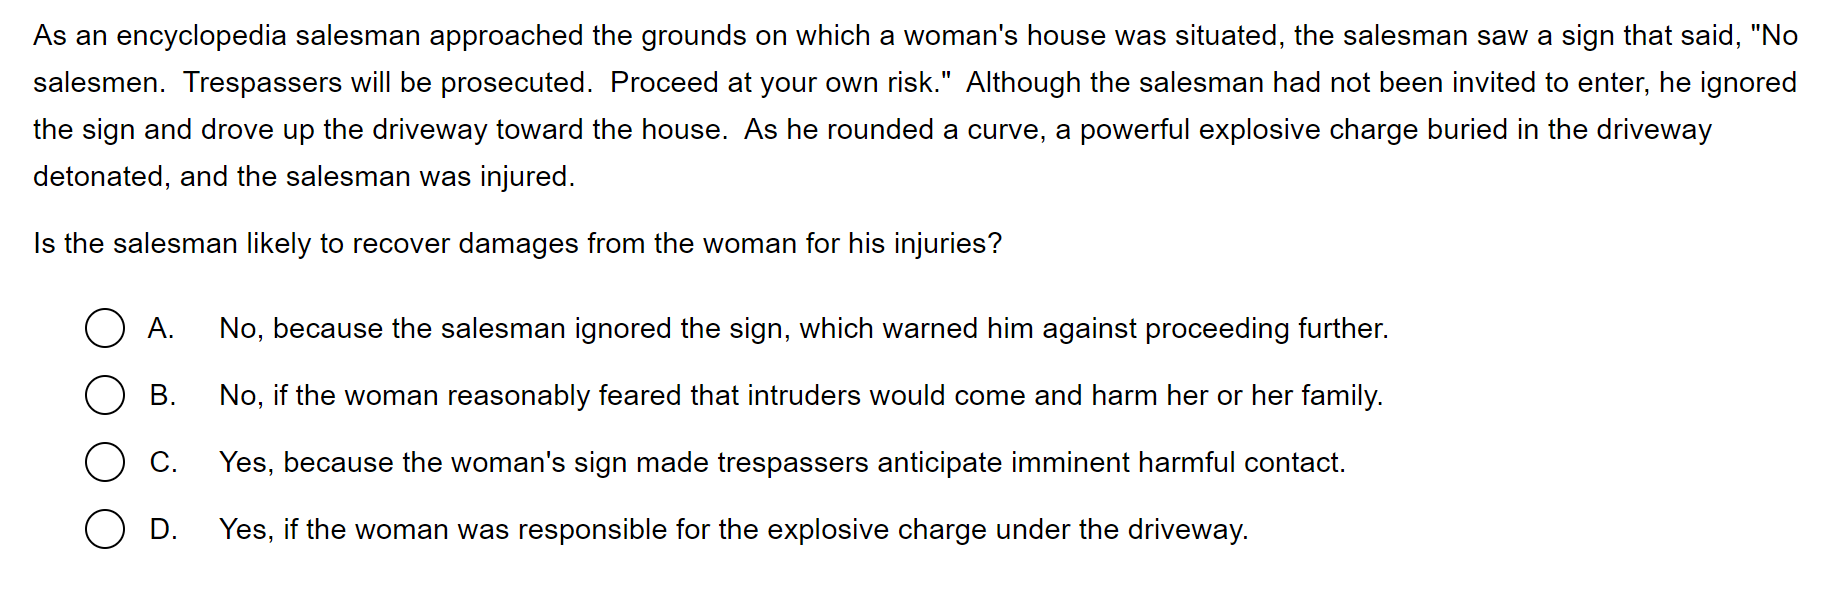 As an encyclopedia salesman approached the grounds on which a woman's house was situated, the salesman saw a sign that said, "No
salesmen.  Trespassers will be prosecuted.  Proceed at your own risk."  Although the salesman had not been invited to enter, he ignored
the sign and drove up the driveway toward the house.  As he rounded a curve, a powerful explosive charge buried in the driveway
detonated, and the salesman was injured.
Is the salesman likely to recover damages from the woman for his injuries?
A. No, because the salesman ignored the sign, which warned him against proceeding further.
B. No, if the woman reasonably feared that intruders would come and harm her or her family.
C. Yes, because the woman's sign made trespassers anticipate imminent harmful contact.
D. Yes, if the woman was responsible for the explosive charge under the driveway.